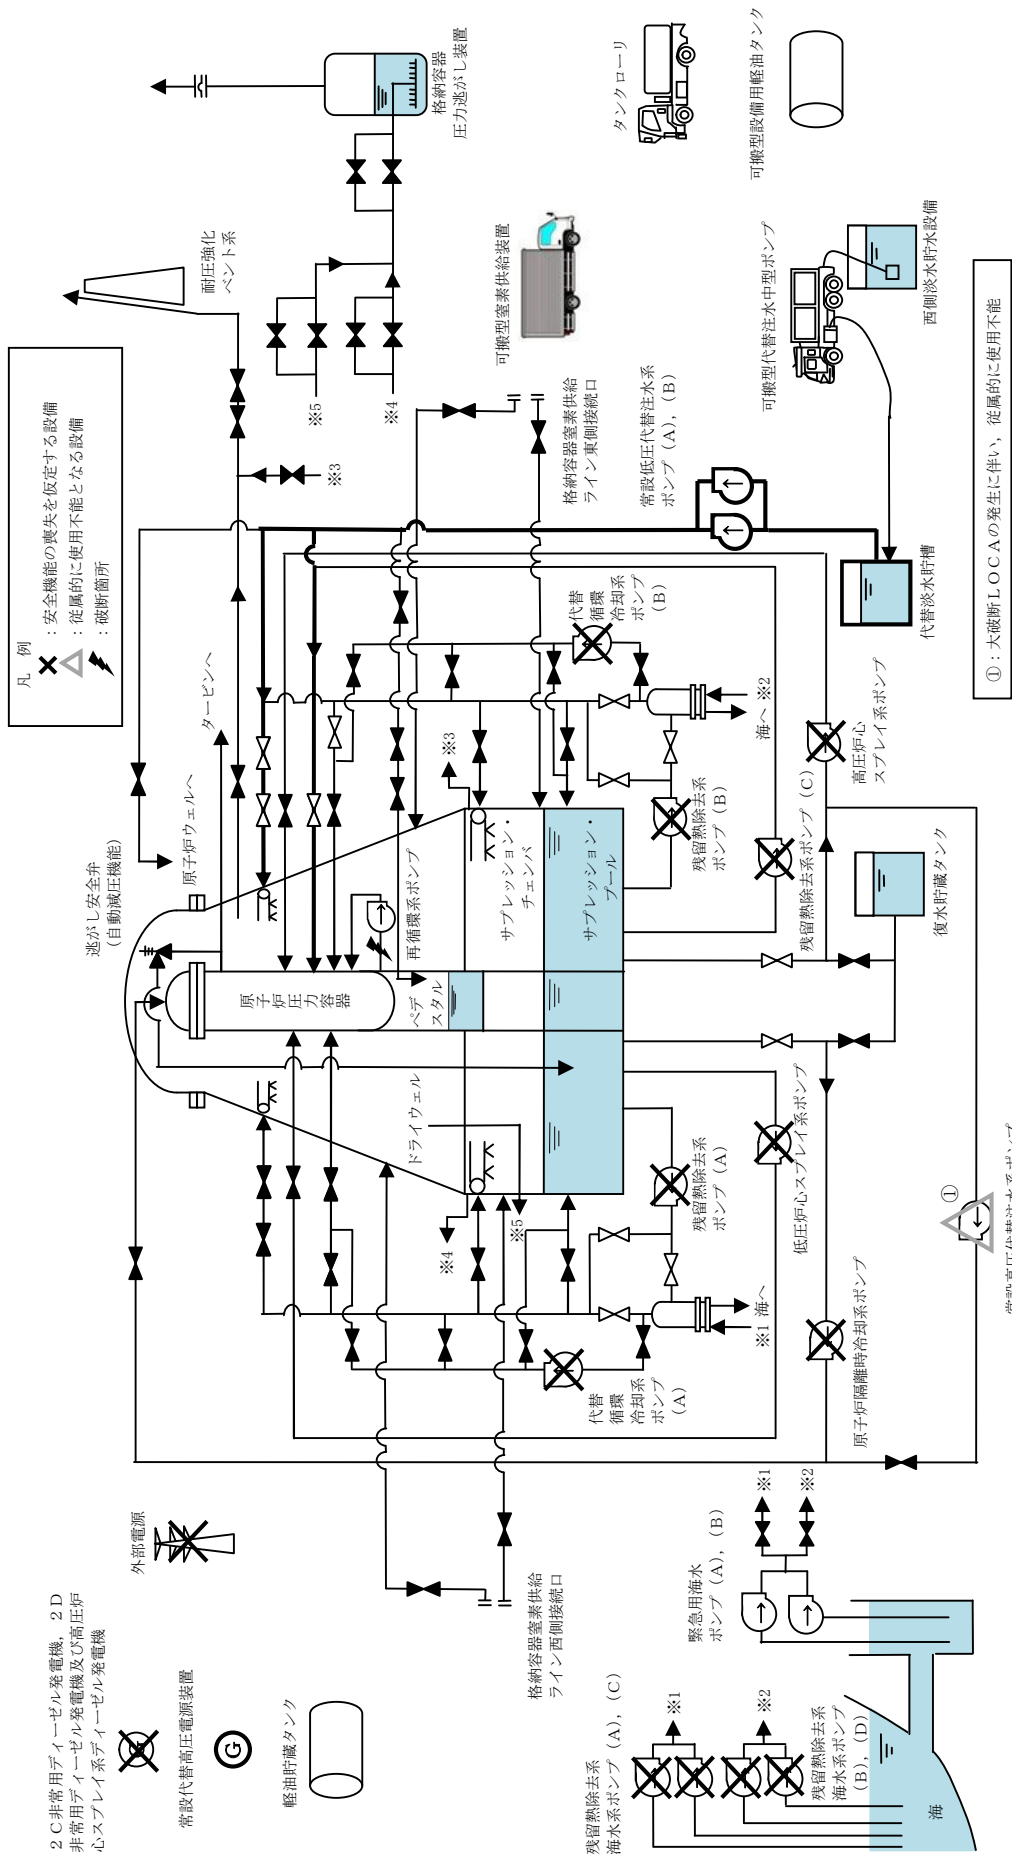 2C非常用ディーゼル発電機，2D
非常用ディーゼル発電機及び高圧炉
心スプレイ系ディーゼル発電機
G
外部電源
常設代替高圧電源装置
G
軽油貯蔵タンク
凡 例
：安全機能の喪失を仮定する設備
：従属的に使用不能となる設備
：破断箇所
逃がし安全弁
（自動減圧機能）
原子炉ウェルへ
タービンへ
耐圧強化
ベント系
格納容器
圧力逃がし装置
※3
※5
※4
原子炉圧力容器
再循環系ポンプ
ペデ
スタル
ドライウェル
サプレッション・
チェンバ
サプレッション・
プール
※4
※5
※3
可搬型窒素供給装置
格納容器窒素供給
ライン東側接続口
格納容器窒素供給
ライン西側接続口
代替
循環
冷却系
ポンプ
（A）
代替
循環
冷却系
ポンプ
（B）
常設低圧代替注水系
ポンプ（A），（B）
タンクローリ
可搬型設備用軽油タンク
可搬型代替注水中型ポンプ
西側淡水貯水設備
代替淡水貯槽
残留熱除去系
ポンプ（A）
残留熱除去系
ポンプ（B）
※1 海へ
海へ ※2
低圧炉心スプレイ系ポンプ
残留熱除去系ポンプ（C）
原子炉隔離時冷却系ポンプ
高圧炉心
スプレイ系ポンプ
復水貯蔵タンク
①
常設高圧代替注水系ポンプ
残留熱除去系
海水系ポンプ（A），（C）
※1
※2
残留熱除去系
海水系ポンプ
（B），（D）
緊急用海水
ポンプ（A），（B）
※1
※2
海
①：大破断ＬＯＣＡの発生に伴い，従属的に使用不能